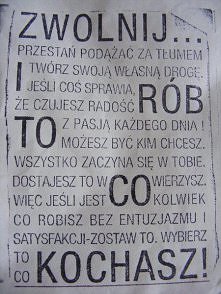 ZWOLNIJ...
PRZESTAŃ PODĄŻAĆ ZA TŁUMEM
I TWÓRZ SWOJĄ WŁASNĄ DROGĘ.
JEŚLI COŚ SPRAWIA,
ŻE CZUJESZ RADOŚĆ RÓB
TO Z PASJĄ KAŻDEGO DNIA!
MOŻESZ BYĆ KIM CHCESZ.
WSZYSTKO ZACZYNA SIĘ W TOBIE.
DOSTAJESZ TO W CO WIERZYSZ.
WIĘC JEŚLI JEST KOLWIEK
CO ROBISZ BEZ ENTUZJAZMU I
SATYSFAKCJI-ZOSTAW TO. WYBIERZ
TO CO KOCHASZ!